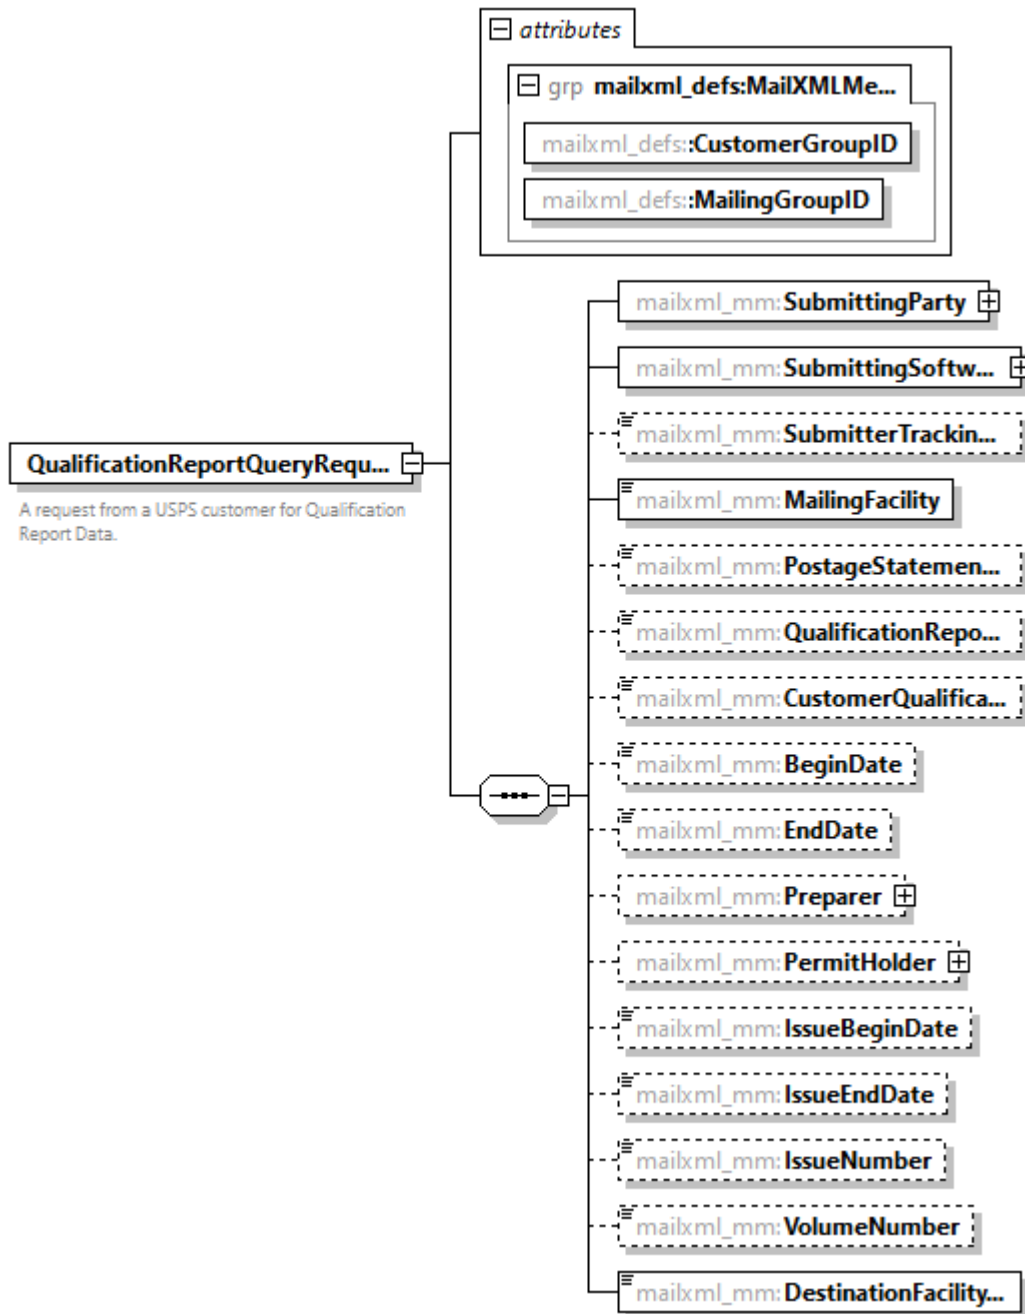 attributes
grp mailxml_defs:MailXMLMe...
mailxml_defs::CustomerGroupID
mailxml_defs::MailingGroupID
mailxml_mm:SubmittingParty
mailxml_mm:SubmittingSoftw...
mailxml_mm:SubmitterTrackin...
QualificationReportQueryRequ...
A request from a USPS customer for Qualification
Report Data.
mailxml_mm:MailingFacility
mailxml_mm:PostageStatemen...
mailxml_mm:QualificationRepo...
mailxml_mm:CustomerQualifica...
mailxml_mm:BeginDate
mailxml_mm:EndDate
mailxml_mm:Preparer
mailxml_mm:PermitHolder
mailxml_mm:IssueBeginDate
mailxml_mm:IssueEndDate
mailxml_mm:IssueNumber
mailxml_mm:VolumeNumber
mailxml_mm:DestinationFacility...